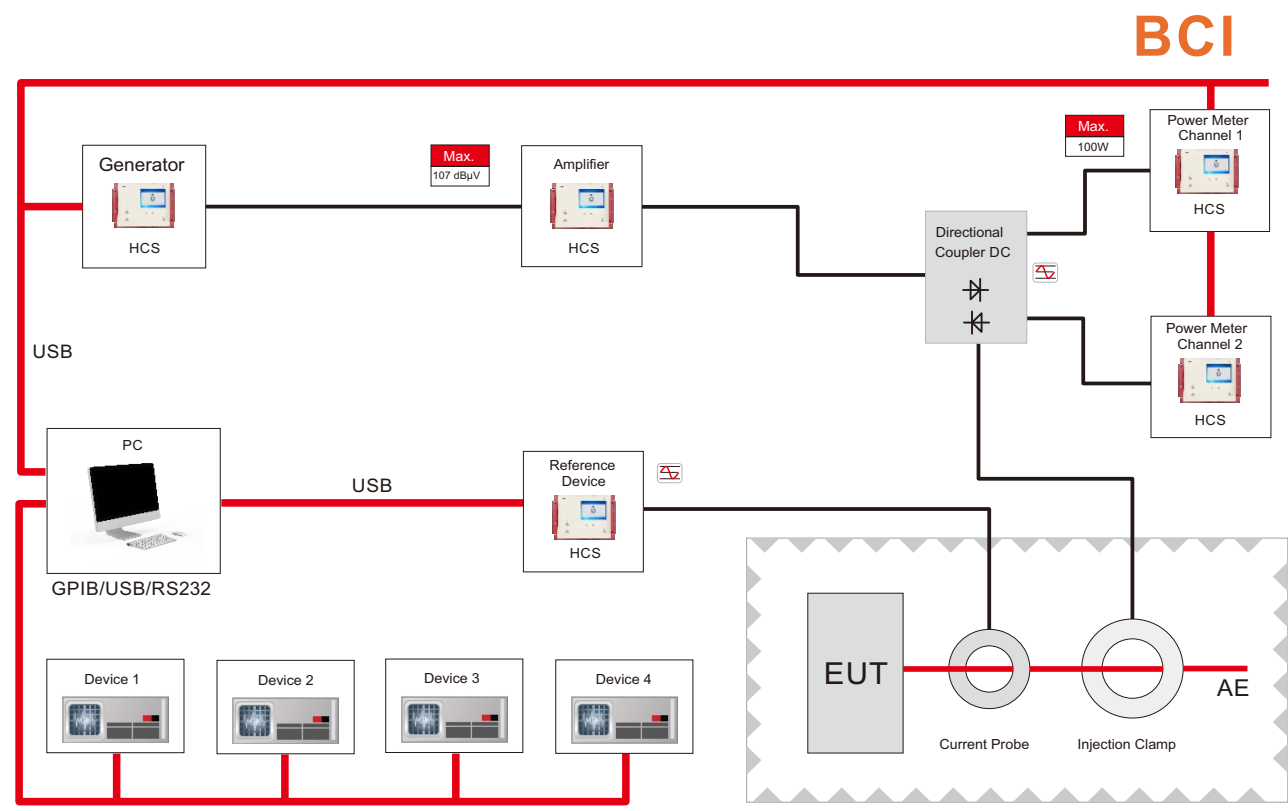 BCI
Generator
HCS
Max.
107 dBµV
Amplifier
HCS
Max.
100W
Power Meter
Channel 1
HCS
Directional
Coupler DC
Power Meter
Channel 2
HCS
USB
PC
GPIB/USB/RS232
USB
Reference
Device
HCS
Device 1
Device 2
Device 3
Device 4
EUT
AE
Current Probe
Injection Clamp